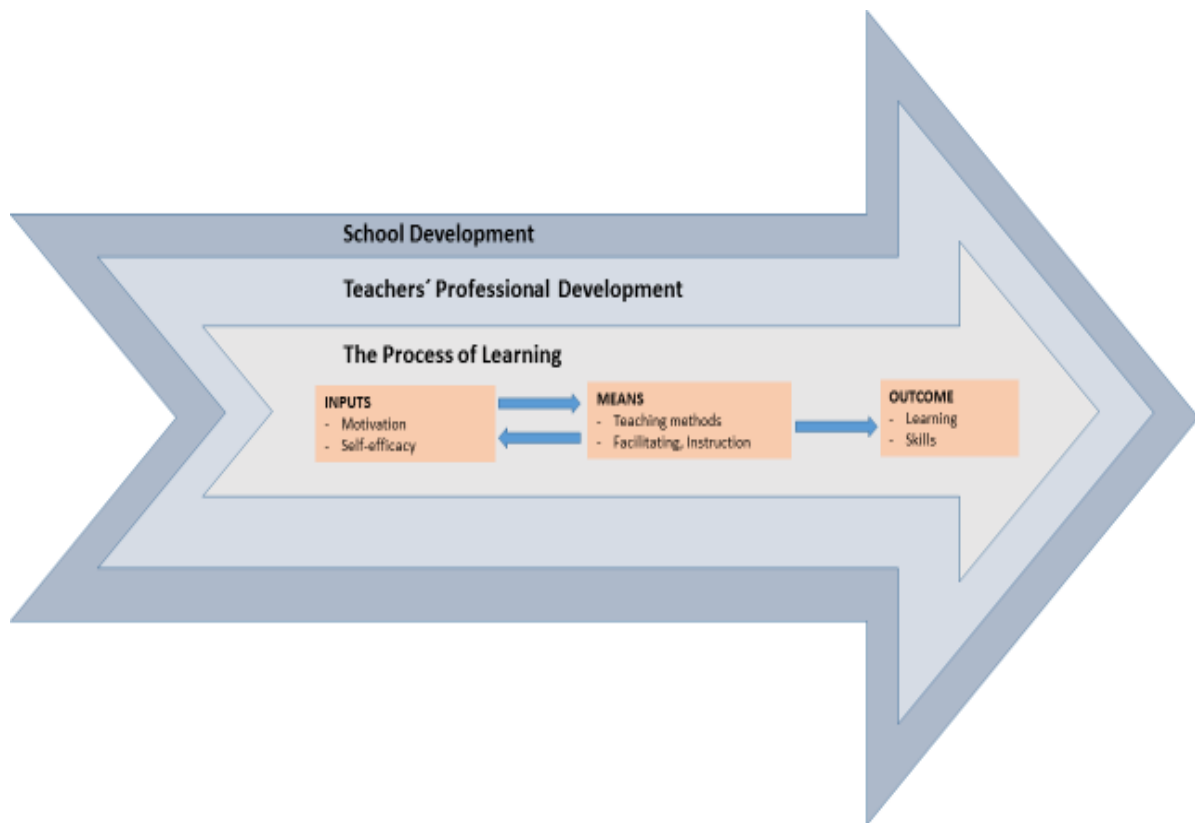 School Development
Teachers´ Professional Development
The Process of Learning
INPUTS
- Motivation
- Self-efficacy
MEANS
- Teaching methods
- Facilitating, Instruction
OUTCOME
- Learning
- Skills